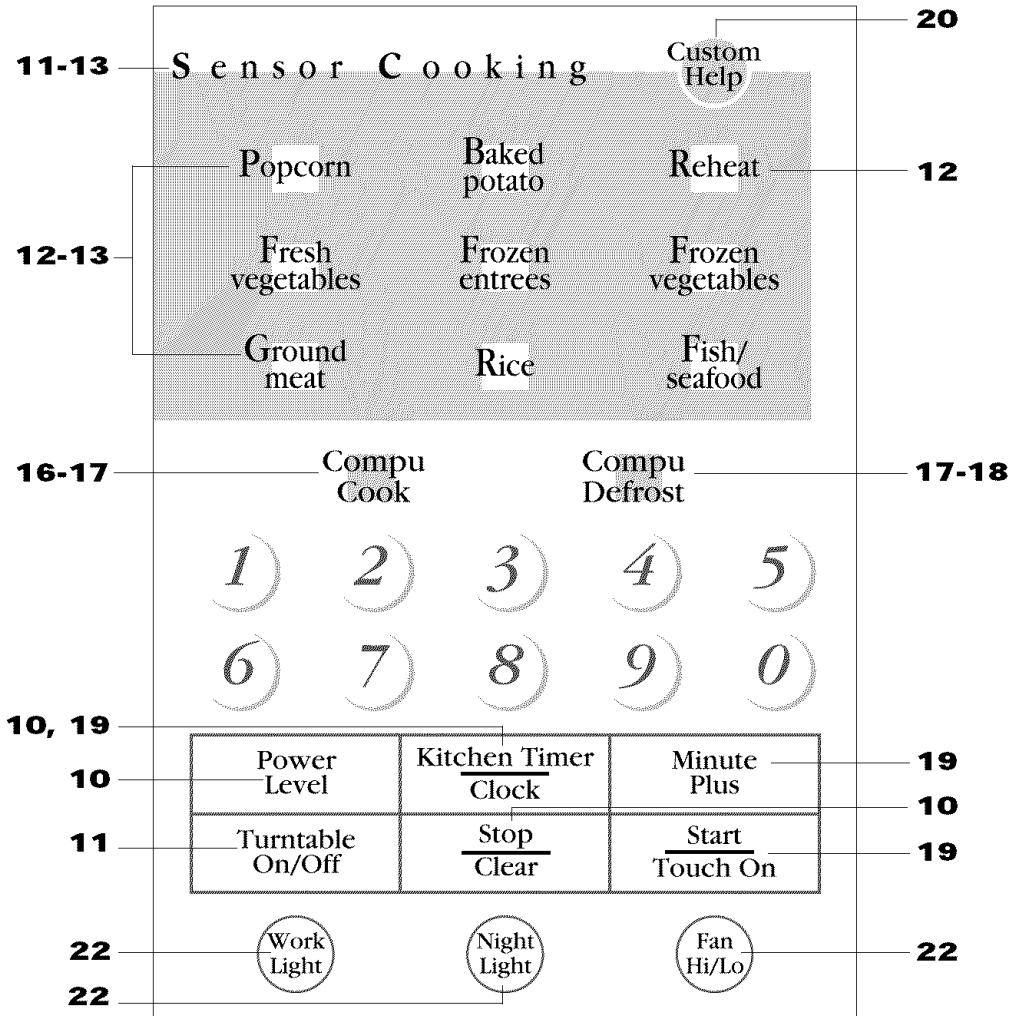 20
11-13 Sensor Cooking Custom Help
Popcorn Baked potato Reheat 12
12-13 Fresh vegetables Frozen entrees Frozen vegetables
Ground meat Rice Fish/ seafood
16-17 Compu Cook Compu Defrost 17-18
1 2 3 4 5
6 7 8 9 0
10, 19
Power Level Kitchen Timer Clock Minute Plus 19
10
10
11 Turntable On/Off Stop Clear Start Touch On 19
22 Work Light Night Light Fan Hi/Lo 22
22